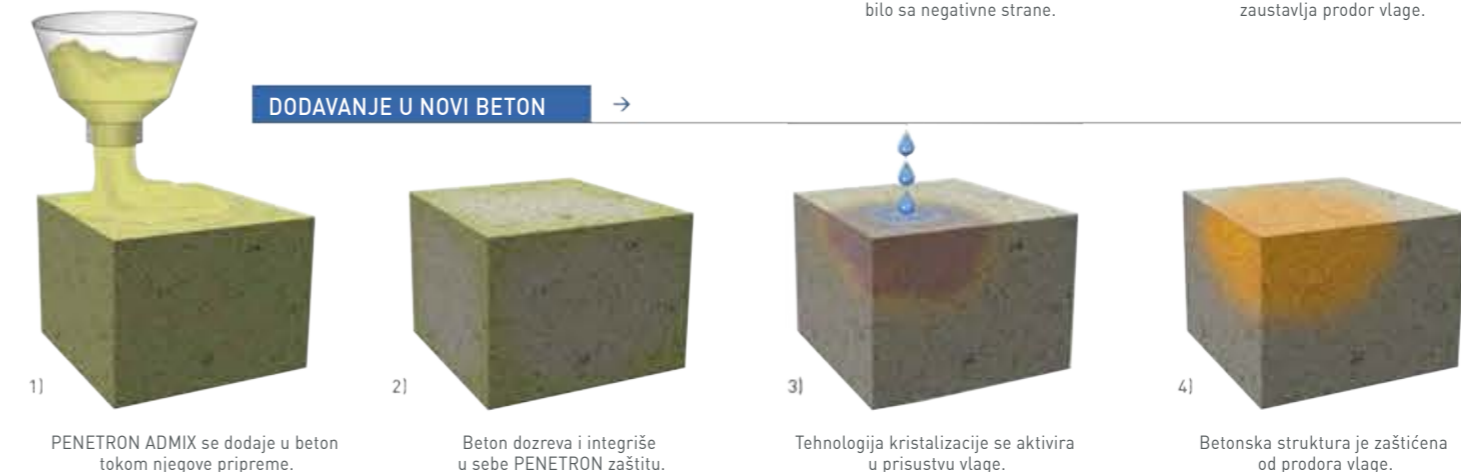 bilo sa negativne strane.
zaustavlja prodor vlage.
DODAVANJE U NOVI BETON →
1)
PENETRON ADMIX se dodaje u beton
tokom njegove pripreme.
2)
Beton dozreva i integriše
u sebe PENETRON zaštitu.
3)
Tehnologija kristalizacije se aktivira
u prisustvu vlage.
4)
Betonska struktura je zaštićena
od prodora vlage.